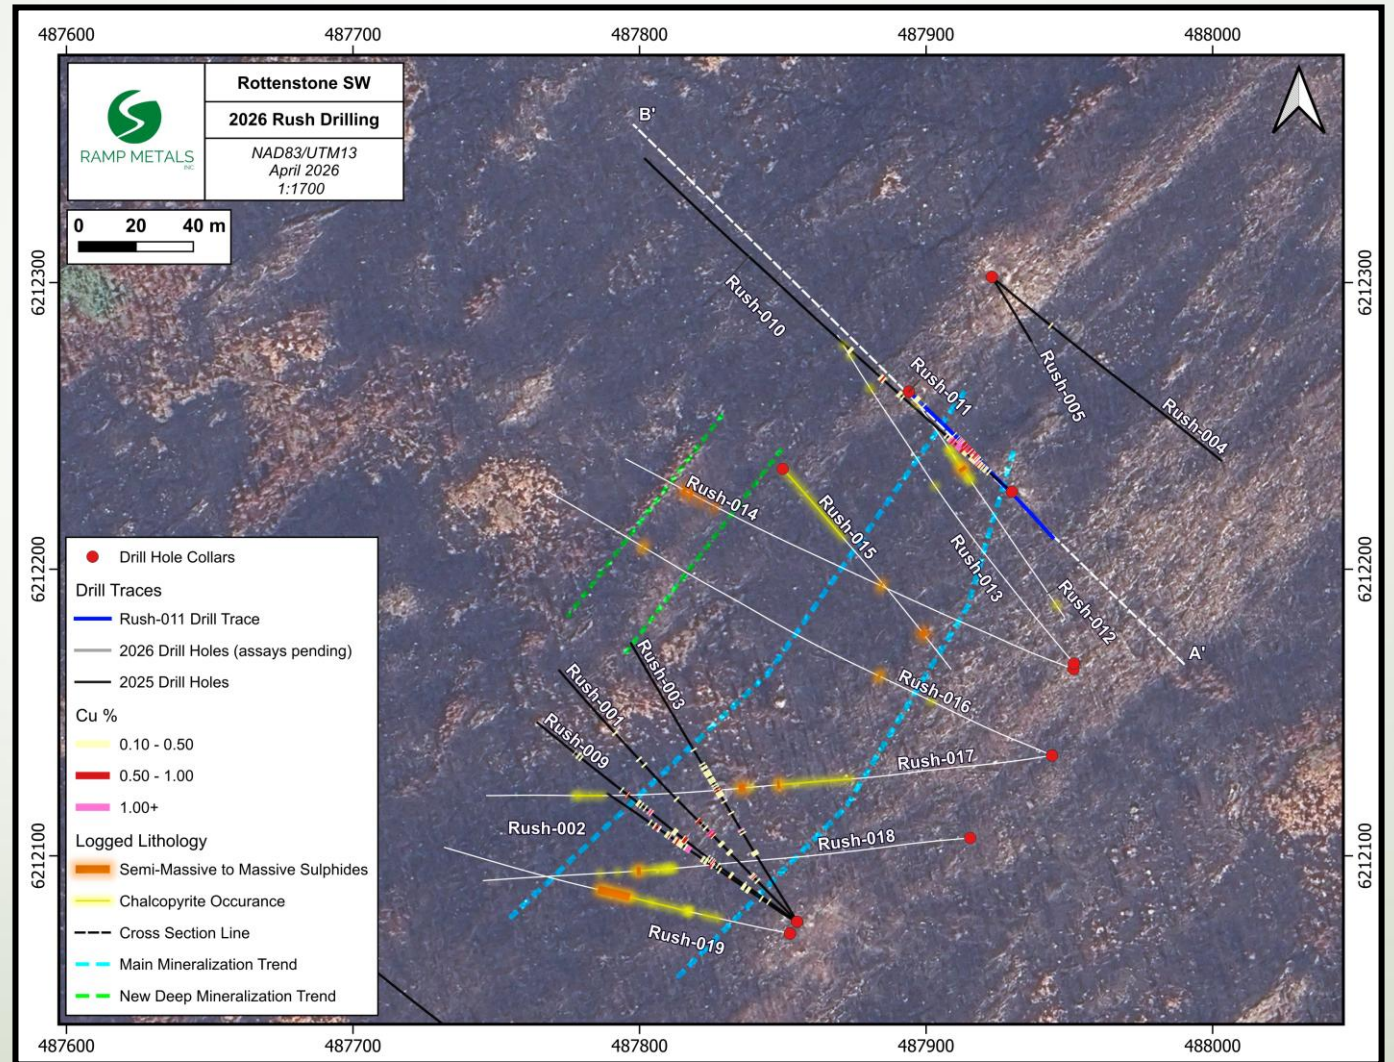 487600 487700 487800 487900 488000
RAMP METALS
INC
Rottenstone SW
2026 Rush Drilling
NAD83/UTM13
April 2026
1:1700
0 20 40 m
B'
6212300
6212300
Rush-010
Rush-011
Rush-005
Rush-004
Rush-014
Rush-015
6212200
6212200
Rush-013
Rush-012
A'
Rush-003
Rush-001
Rush-016
Rush-009
Rush-017
Rush-002
Rush-018
6212100
6212100
Rush-019
Drill Hole Collars
Drill Traces
Rush-011 Drill Trace
2026 Drill Holes (assays pending)
2025 Drill Holes
Cu %
0.10 - 0.50
0.50 - 1.00
1.00+
Logged Lithology
Semi-Massive to Massive Sulphides
Chalcopyrite Occurance
Cross Section Line
Main Mineralization Trend
New Deep Mineralization Trend
487600 487700 487800 487900 488000